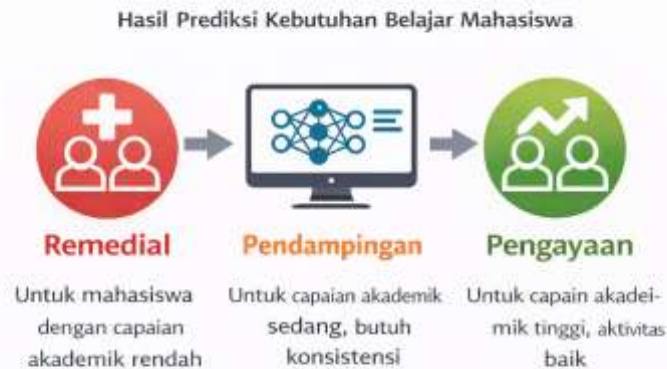 Hasil Prediksi Kebutuhan Belajar Mahasiswa
Remedial
Untuk mahasiswa
dengan capaian
akademik rendah
Pendampingan
Untuk capaian akademik
sedang, butuh
konsistensi
Pengayaan
Untuk capain akadei-
mik tinggi, aktivitas
baik